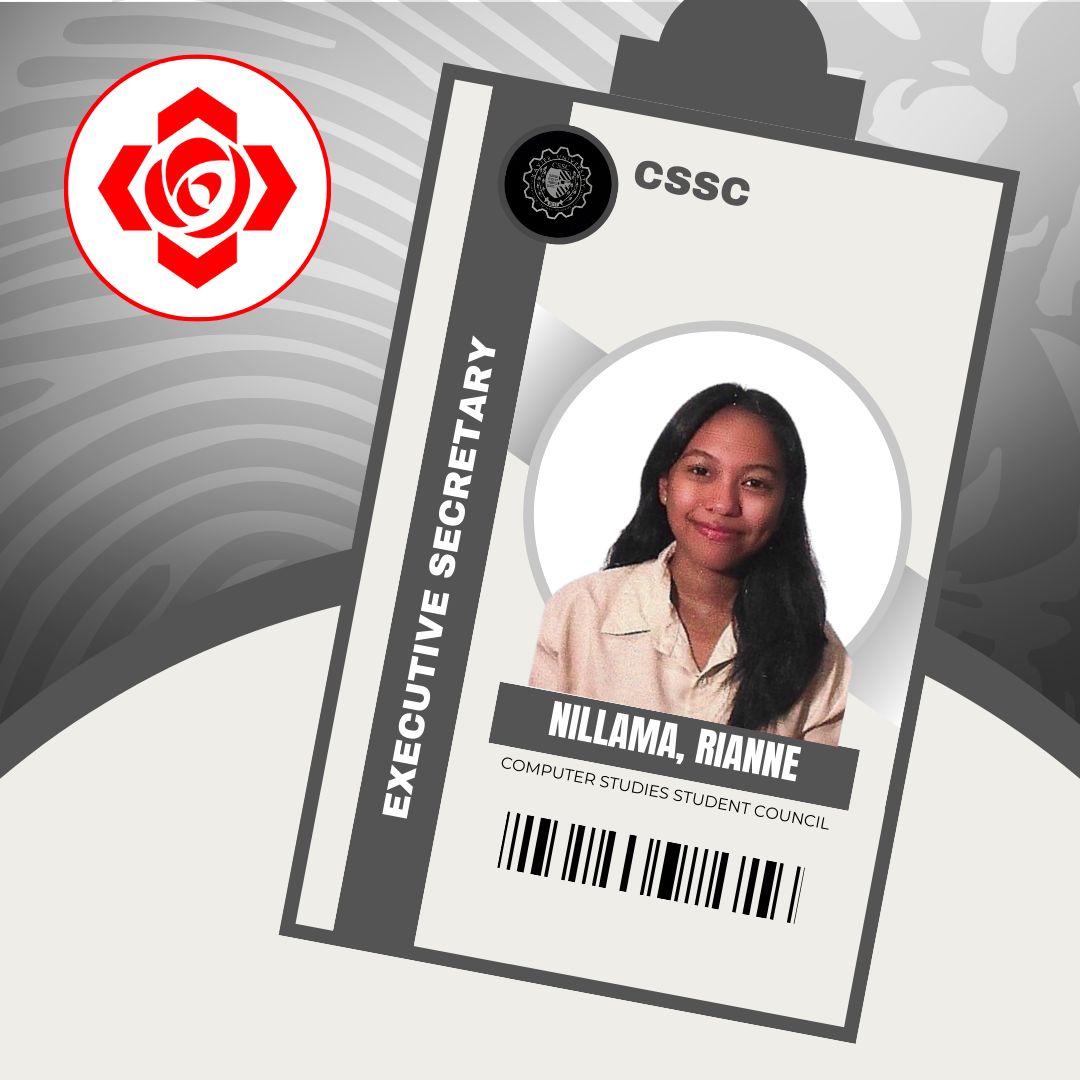 CSSC
EXECUTIVE SECRETARY
NILLAMA, RIANNE
COMPUTER STUDIES STUDENT COUNCIL